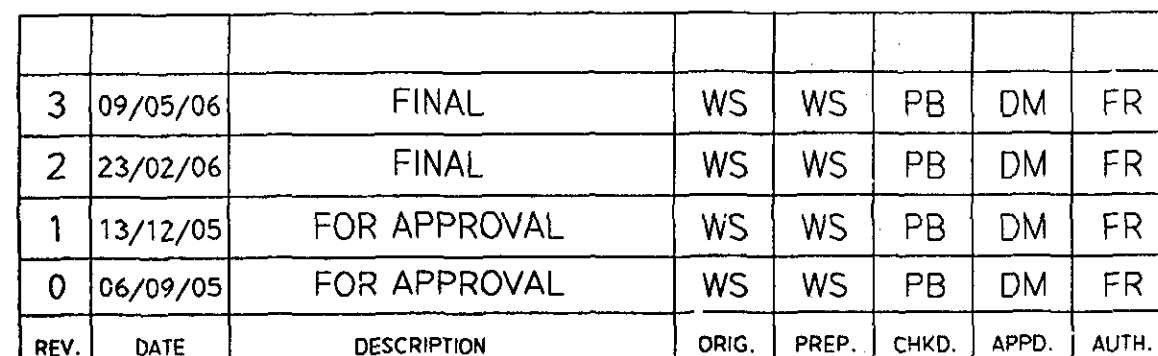 3 09/05/06 FINAL WS WS PB DM FR
2 23/02/06 FINAL WS WS PB DM FR
1 13/12/05 FOR APPROVAL WS WS PB DM FR
0 06/09/05 FOR APPROVAL WS WS PB DM FR
REV. DATE DESCRIPTION ORIG. PREP. CHKD. APPD. AUTH.